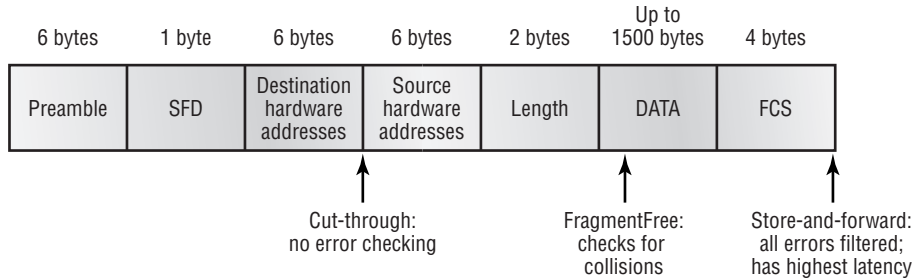 6 bytes
1 byte
6 bytes
6 bytes
2 bytes
Up to
1500 bytes
4 bytes
Preamble
SFD
Destination
hardware
addresses
Source
hardware
addresses
Length
DATA
FCS
Cut-through:
no error checking
FragmentFree:
checks for
collisions
Store-and-forward:
all errors filtered;
has highest latency